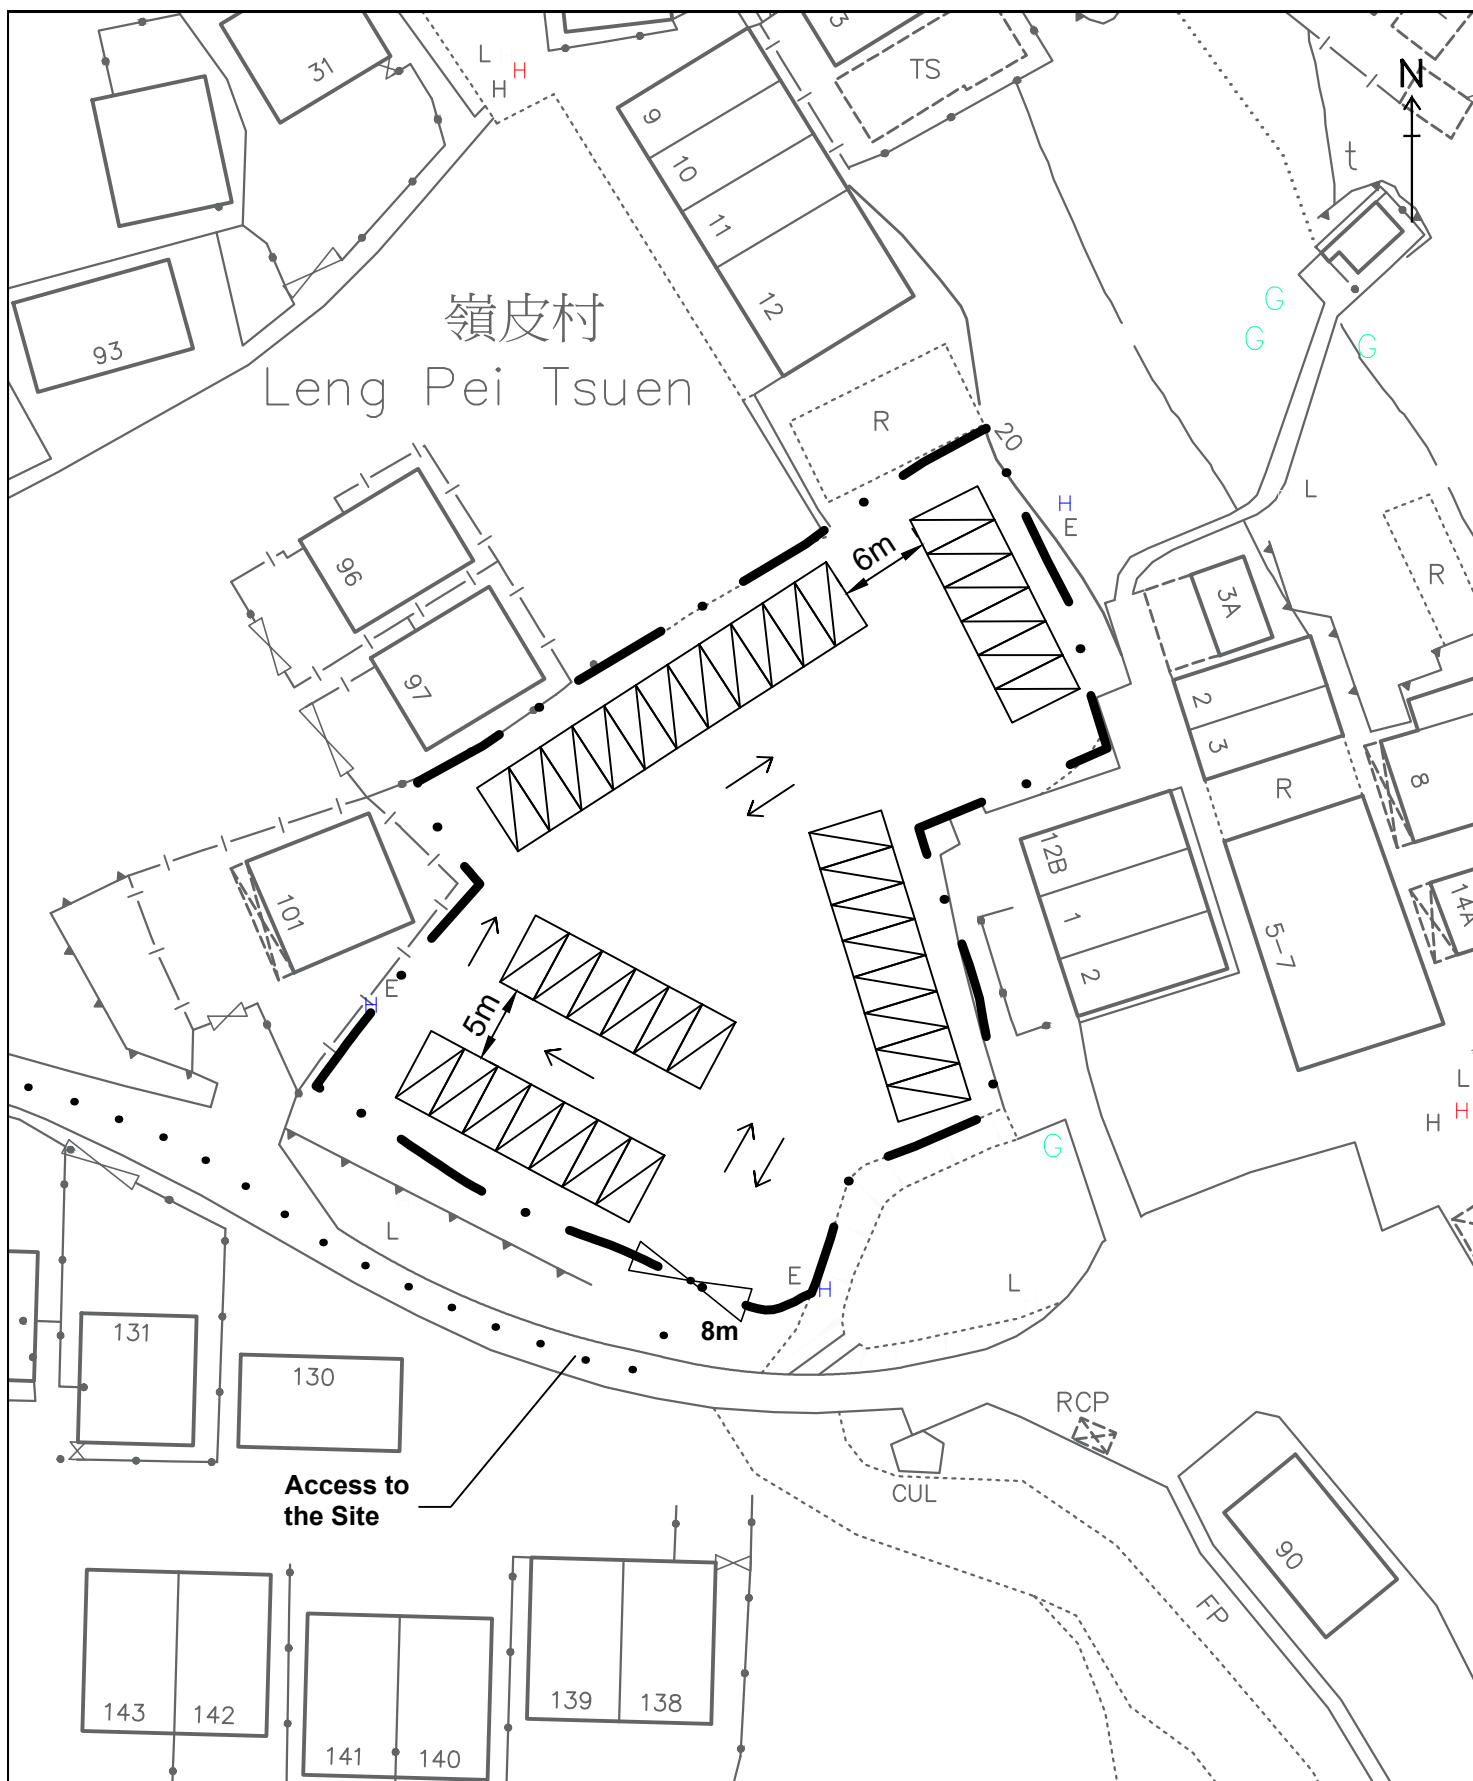 31
L
H
H
3
TS
N
t
9
10
11
12
93
嶺皮村
Leng Pei Tsuen
G
G
G
R
20
H
E
L
R
6m
96
97
3A
2
3
R
8
12B
1
2
5-7
14A
101
E
H
5m
L
H
H
G
L
E
H
L
8m
131
130
RCP
CUL
Access to
the Site
90
FP
143
142
141
140
139
138